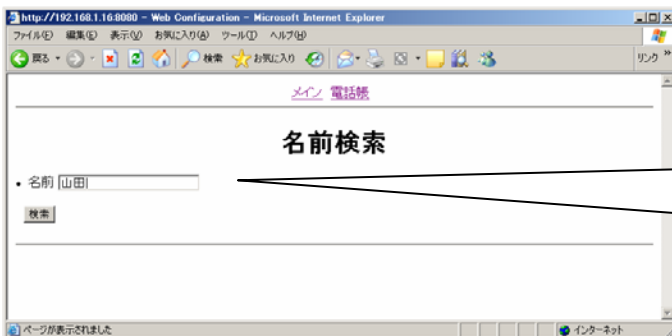 http://192.168.1.16:8080 - Web Configuration - Microsoft Internet Explorer
ファイル(F) 編集(E) 表示(V) お気に入り(A) ツール(T) ヘルプ(H)
戻る 検索 お気に入り リンク »
メイン 電話帳
名前検索
• 名前 山田
検索
ページが表示されました インターネット